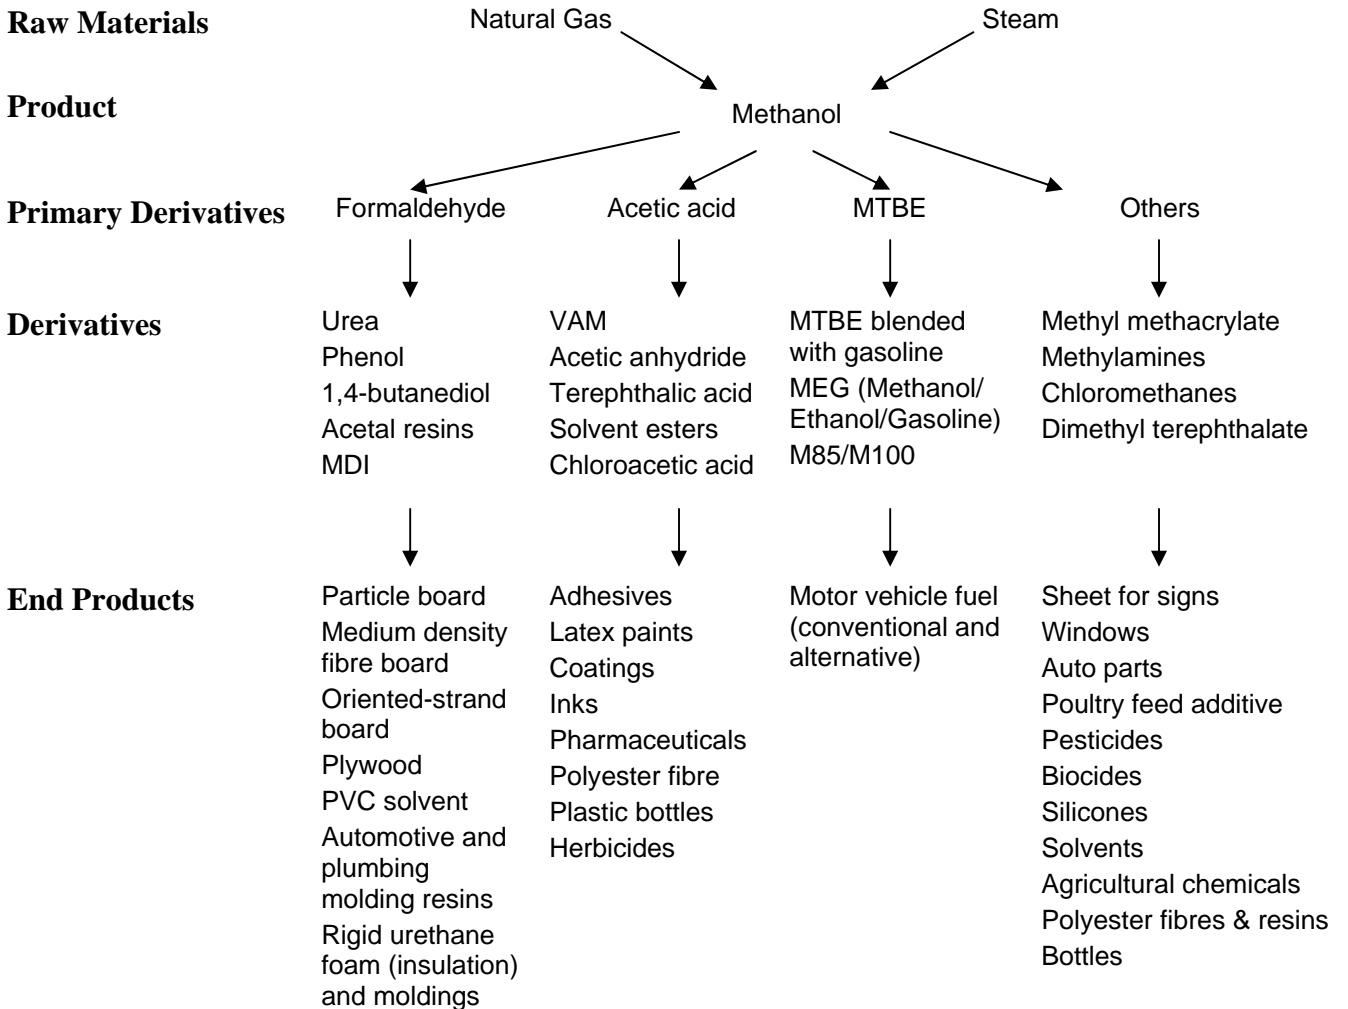 Raw Materials
Natural Gas
Steam
Product
Methanol
Primary Derivatives
Formaldehyde
Acetic acid
MTBE
Others
Derivatives
Urea
Phenol
1,4-butanediol
Acetal resins
MDI
VAM
Acetic anhydride
Terephthalic acid
Solvent esters
Chloroacetic acid
MTBE blended
with gasoline
MEG (Methanol/
Ethanol/Gasoline)
M85/M100
Methyl methacrylate
Methylamines
Chloromethanes
Dimethyl terephthalate
End Products
Particle board
Medium density
fibre board
Oriented-strand
board
Plywood
PVC solvent
Automotive and
plumbing
molding resins
Rigid urethane
foam (insulation)
and moldings
Adhesives
Latex paints
Coatings
Inks
Pharmaceuticals
Polyester fibre
Plastic bottles
Herbicides
Motor vehicle fuel
(conventional and
alternative)
Sheet for signs
Windows
Auto parts
Poultry feed additive
Pesticides
Biocides
Silicones
Solvents
Agricultural chemicals
Polyester fibres & resins
Bottles